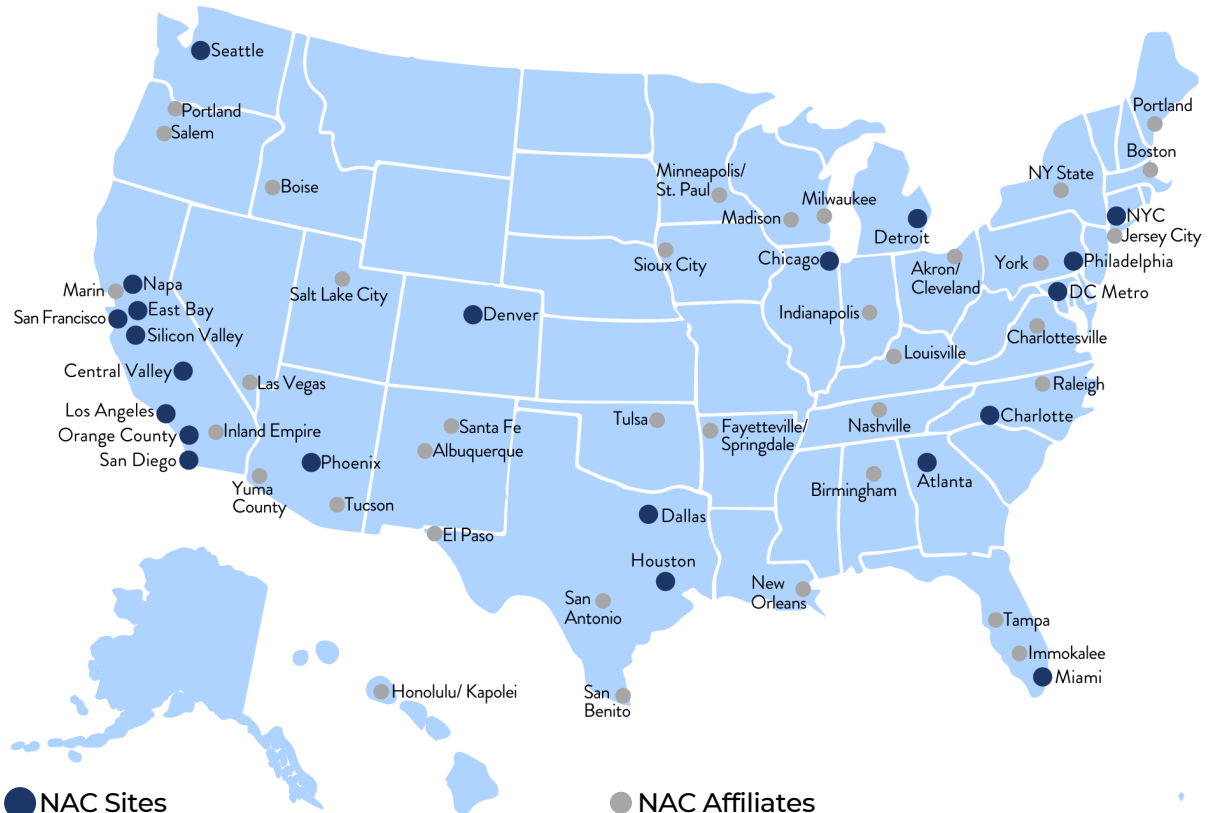 Seattle
Portland
Salem
Boise
Minneapolis/
St. Paul
Madison
Milwaukee
Detroit
Portland
Boston
NY State
NYC
Jersey City
Philadelphia
York
DC Metro
Akron/
Cleveland
Chicago
Sioux City
Indianapolis
Charlottesville
Louisville
Raleigh
Charlotte
Nashville
Napa
Marin
East Bay
San Francisco
Silicon Valley
Salt Lake City
Denver
Central Valley
Las Vegas
Los Angeles
Inland Empire
Orange County
San Diego
Phoenix
Yuma
County
Tucson
Santa Fe
Albuquerque
El Paso
Tulsa
Fayetteville/
Springdale
Birmingham
Atlanta
Dallas
Houston
San
Antonio
New
Orleans
San
Benito
Tampa
Immokalee
Miami
Honolulu/ Kapolei
NAC Sites
NAC Affiliates